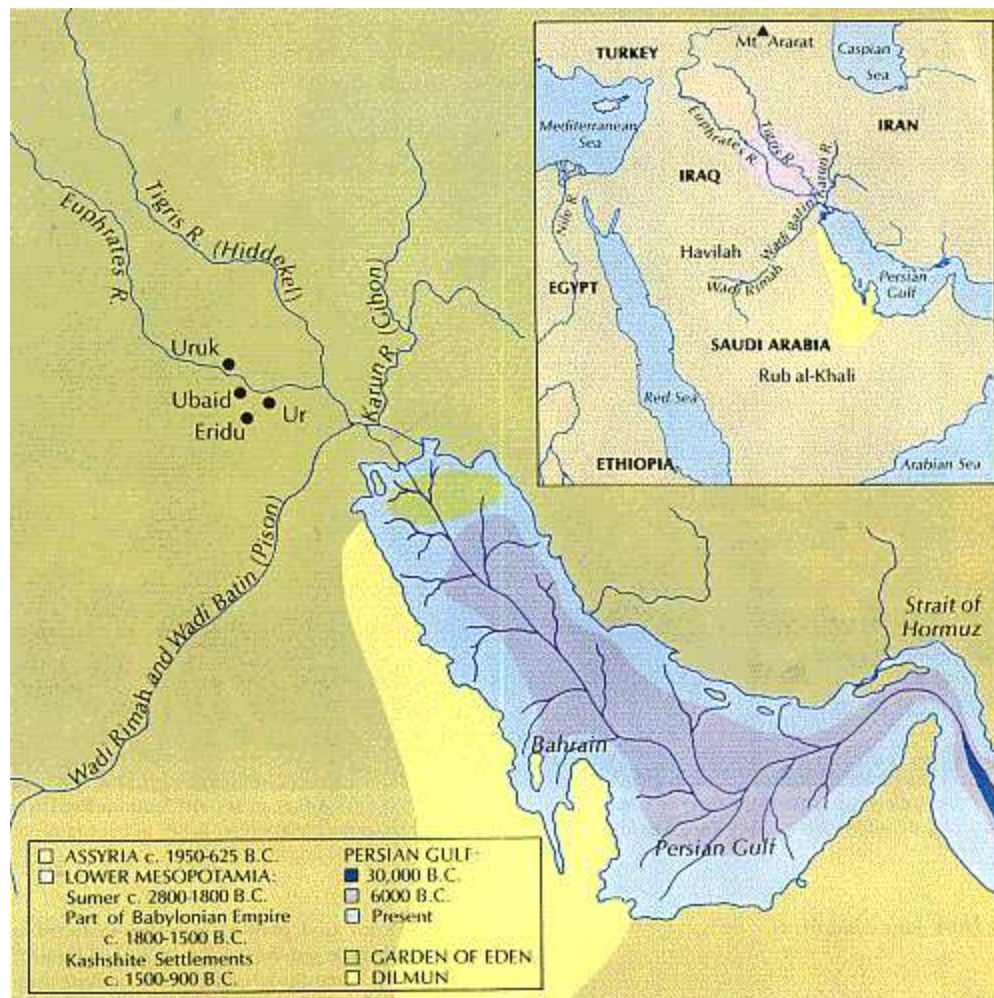 Tigris R. (Hiddekel)
Euphrates R.
Karun R. (Gihon)
Uruk
Ubaid
Ur
Eridu
Wadi Rimah and Wadi Batin (Pison)
Strait of
Hormuz
Bahrain
Persian Gulf
TURKEY
Mt Ararat
Caspian
Sea
Mediterranean
Sea
Euphrates R.
Tigris R.
Karun R.
IRAN
IRAQ
Nile R.
Havilah
Wadi Batin
Wadi Rimah
Persian
Gulf
EGYPT
SAUDI ARABIA
Rub al-Khali
Red Sea
ETHIOPIA
Arabian Sea
ASSYRIA c. 1950-625 B.C.
LOWER MESOPOTAMIA:
Sumer c. 2800-1800 B.C.
Part of Babylonian Empire
c. 1800-1500 B.C.
Kashshite Settlements
c. 1500-900 B.C.
PERSIAN GULF:
30,000 B.C.
6000 B.C.
Present
GARDEN OF EDEN
DILMUN